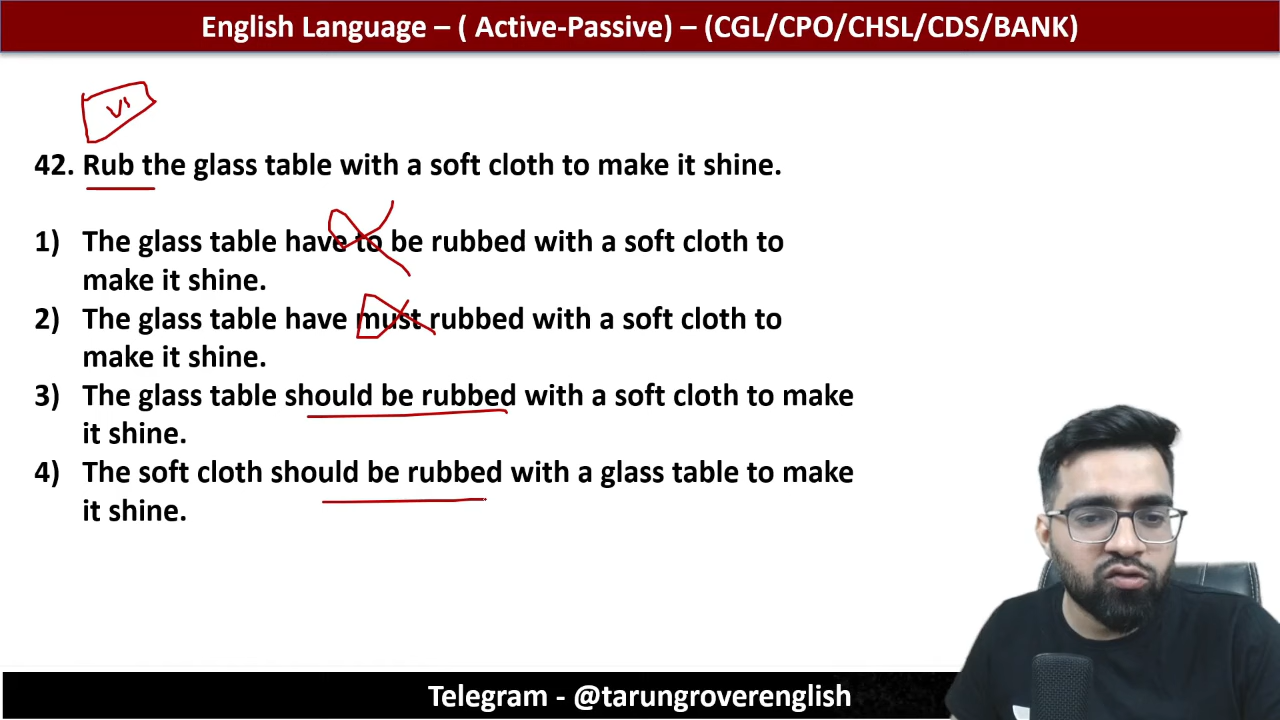 English Language – ( Active-Passive) – (CGL/CPO/CHSL/CDS/BANK)
V1
42. Rub the glass table with a soft cloth to make it shine.
1) The glass table have to be rubbed with a soft cloth to
make it shine.
2) The glass table have must rubbed with a soft cloth to
make it shine.
3) The glass table should be rubbed with a soft cloth to make
it shine.
4) The soft cloth should be rubbed with a glass table to make
it shine.
Telegram - @tarungroverenglish